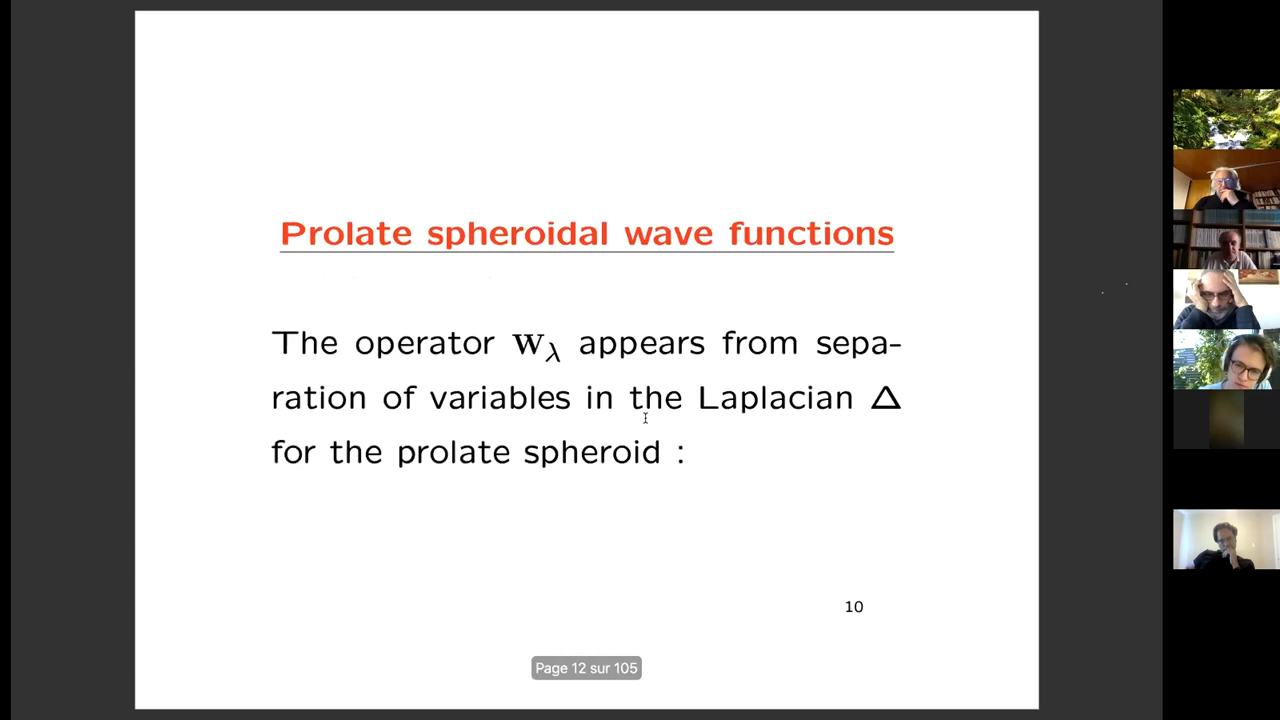 Prolate spheroidal wave functions
The operator W_λ appears from sepa-
ration of variables in the Laplacian Δ
for the prolate spheroid :
10
Page 12 sur 105